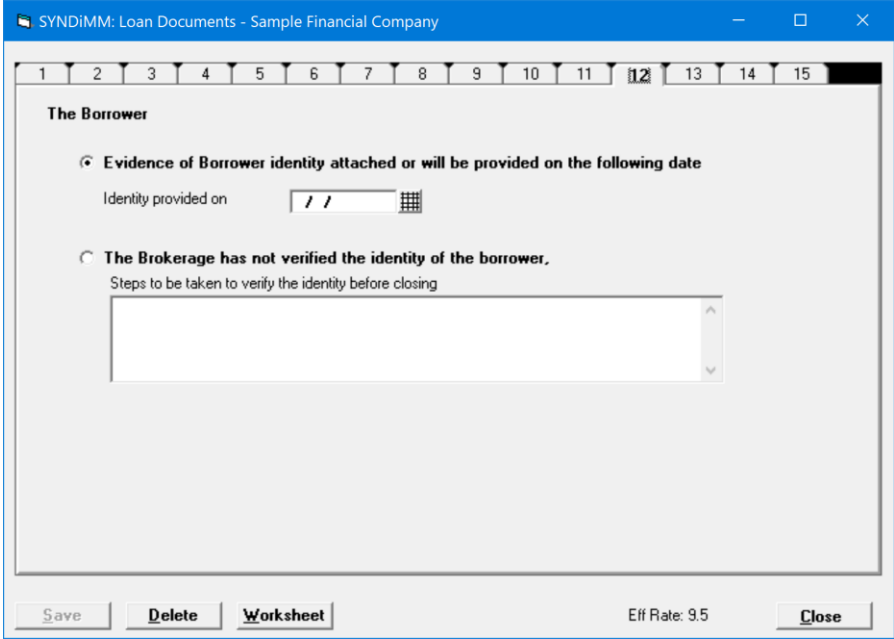 SYNDiMM: Loan Documents - Sample Financial Company
1 2 3 4 5 6 7 8 9 10 11 12 13 14 15
The Borrower
Evidence of Borrower identity attached or will be provided on the following date
Identity provided on / /
The Brokerage has not verified the identity of the borrower,
Steps to be taken to verify the identity before closing
Save Delete Worksheet Eff Rate: 9.5 Close